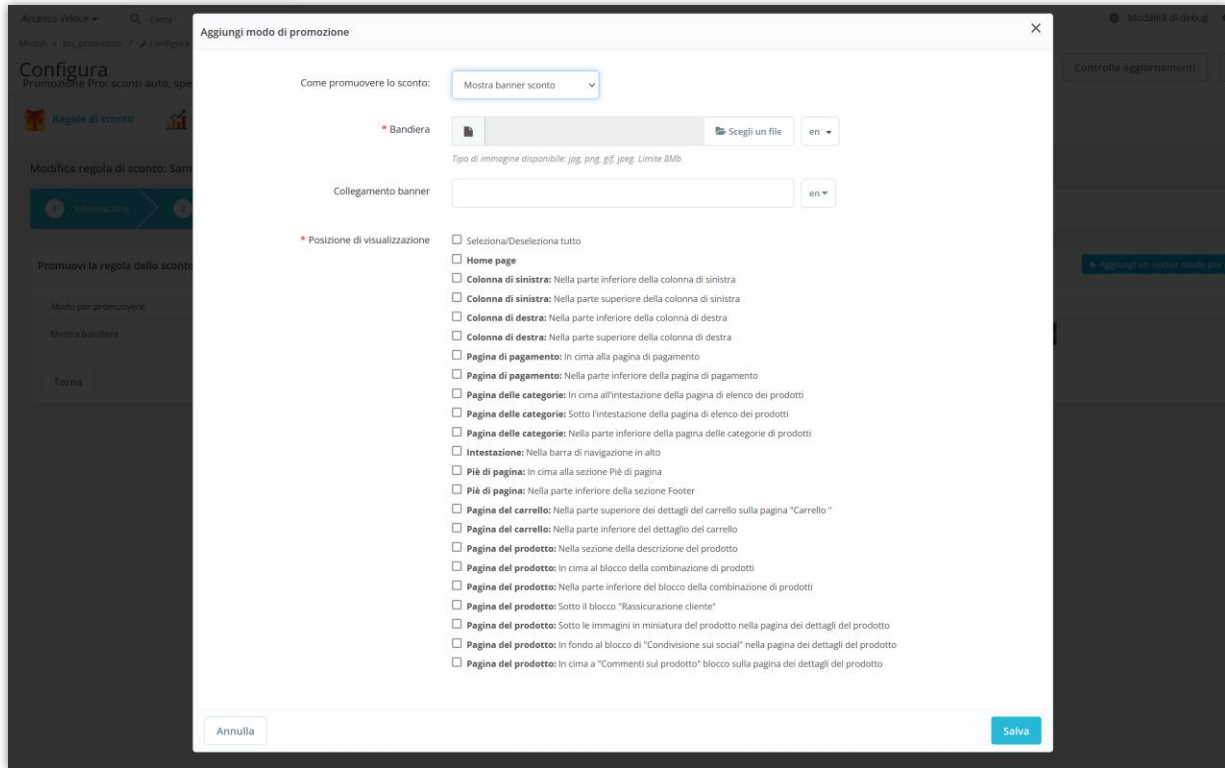 Accesso Veloce
Cerca
Modalità di debug
Moduli / ets_promotion / Configura
Configura
Promozione Pro: sconti auto, spe
Controlla aggiornamenti
Regole di sconto
Modifica regola di sconto: Sam
1 Informazione
2
Promuovi la regola dello sconto
+ Aggiungi un nuovo modo per
Modo per promuovere
Mostra bandiera
Torna
Aggiungi modo di promozione
Come promuovere lo sconto:
Mostra banner sconto
* Bandiera
Scegli un file
en
Tipo di immagine disponibile: jpg, png, gif, jpeg. Limite 8Mb
Collegamento banner
en
* Posizione di visualizzazione
Seleziona/Deseleziona tutto
Home page
Colonna di sinistra: Nella parte inferiore della colonna di sinistra
Colonna di sinistra: Nella parte superiore della colonna di sinistra
Colonna di destra: Nella parte inferiore della colonna di destra
Colonna di destra: Nella parte superiore della colonna di destra
Pagina di pagamento: In cima alla pagina di pagamento
Pagina di pagamento: Nella parte inferiore della pagina di pagamento
Pagina delle categorie: In cima all'intestazione della pagina di elenco dei prodotti
Pagina delle categorie: Sotto l'intestazione della pagina di elenco dei prodotti
Pagina delle categorie: Nella parte inferiore della pagina delle categorie di prodotti
Intestazione: Nella barra di navigazione in alto
Piè di pagina: In cima alla sezione Piè di pagina
Piè di pagina: Nella parte inferiore della sezione Footer
Pagina del carrello: Nella parte superiore dei dettagli del carrello sulla pagina "Carrello "
Pagina del carrello: Nella parte inferiore del dettaglio del carrello
Pagina del prodotto: Nella sezione della descrizione del prodotto
Pagina del prodotto: In cima al blocco della combinazione di prodotti
Pagina del prodotto: Nella parte inferiore del blocco della combinazione di prodotti
Pagina del prodotto: Sotto il blocco "Rassicurazione cliente"
Pagina del prodotto: Sotto le immagini in miniatura del prodotto nella pagina dei dettagli del prodotto
Pagina del prodotto: In fondo al blocco di "Condivisione sui social" nella pagina dei dettagli del prodotto
Pagina del prodotto: In cima a "Commenti sul prodotto" blocco sulla pagina dei dettagli del prodotto
Annulla
Salva